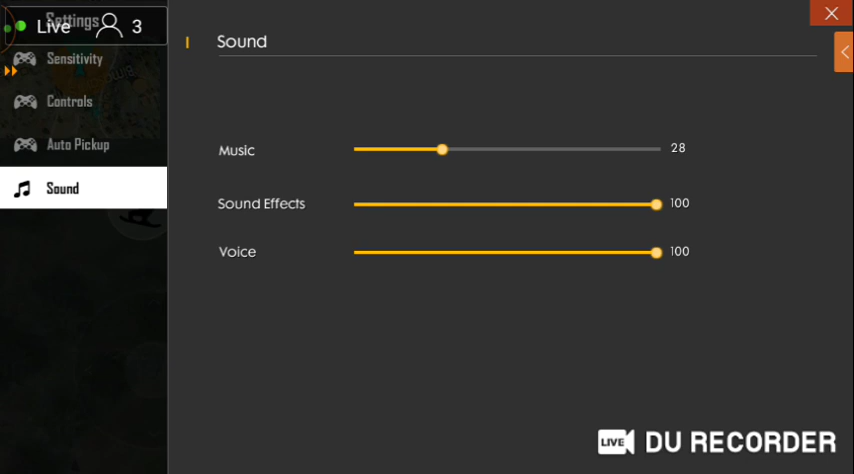 Settings
Live 3
Sensitivity
Controls
Auto Pickup
Sound
Sound
Music 28
Sound Effects 100
Voice 100
LIVE DU RECORDER